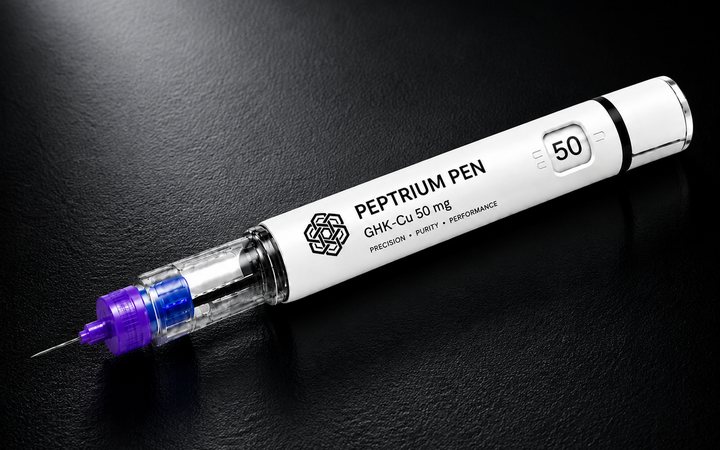 PEPTRIUM PEN
GHK-Cu 50 mg
PRECISION • PURITY • PERFORMANCE
50